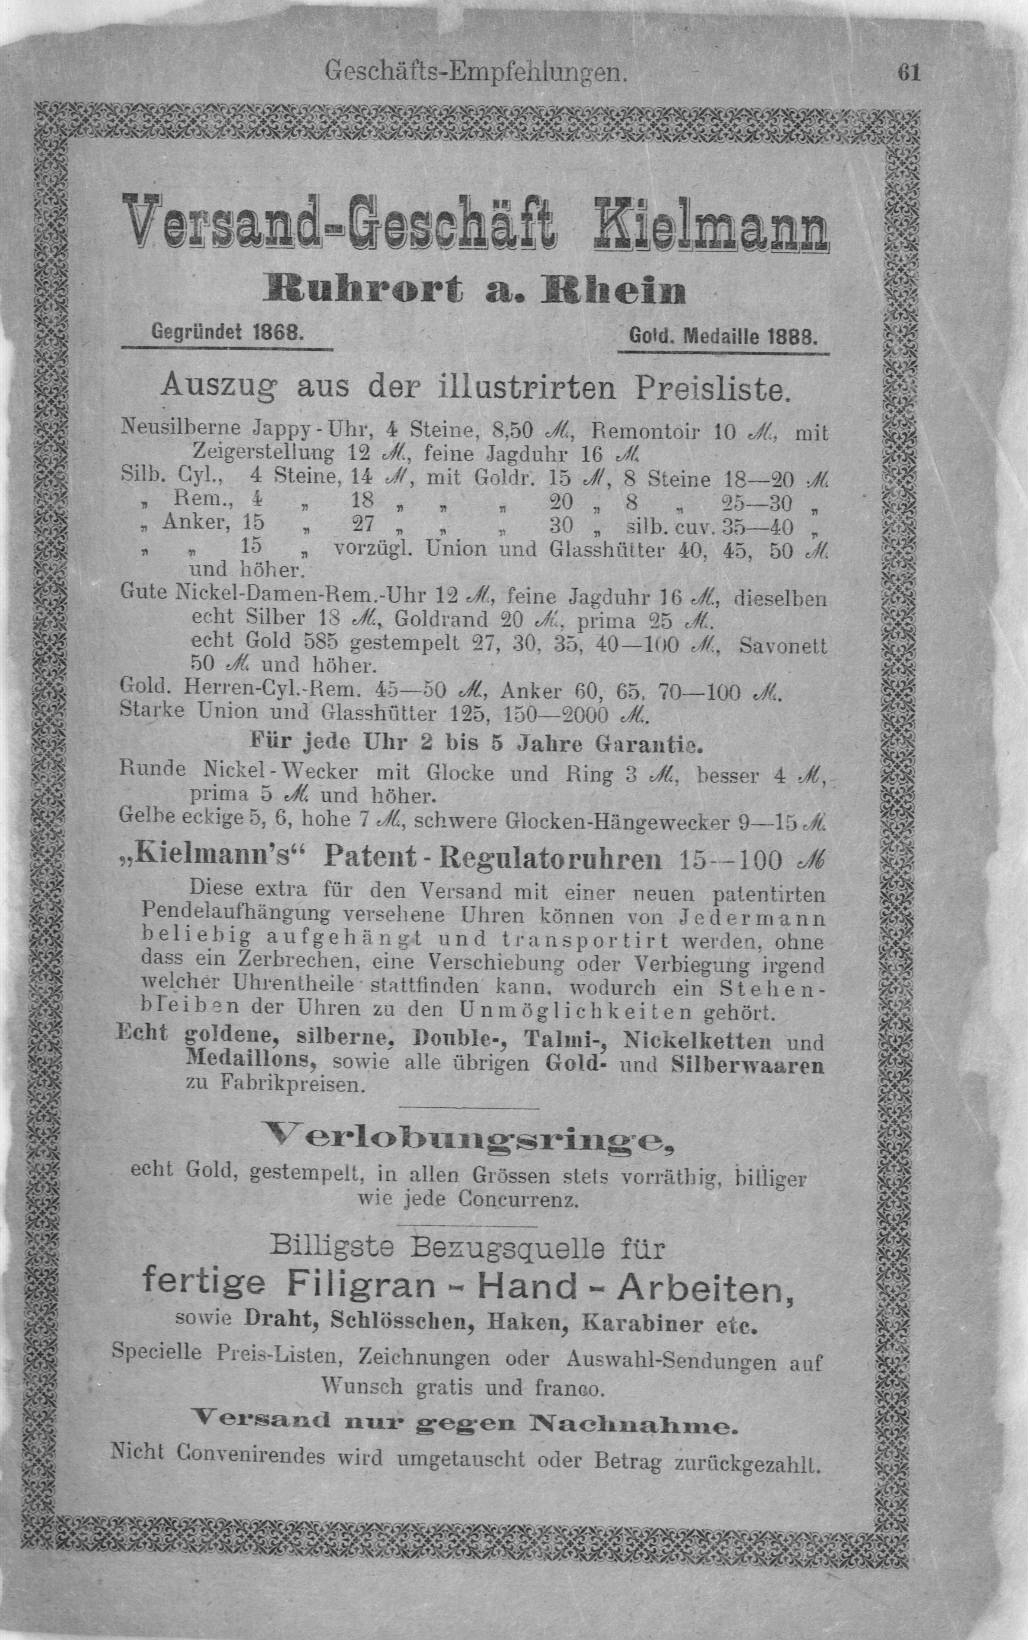 Geschäfts-Empfehlungen. 61
Versand-Geschäft Kielmann
Ruhrort a. Rhein
Gegründet 1868. Gold. Medaille 1888.
Auszug aus der illustrirten Preisliste.
Neusilberne Jappy-Uhr, 4 Steine, 8,50 M., Remontoir 10 M., mit
Zeigerstellung 12 M., feine Jagduhr 16 M.
Silb. Cyl., 4 Steine, 14 M, mit Goldr. 15 M, 8 Steine 18—20 M.
„ Rem., 4 „ 18 „ „ „ 20 „ 8 „ 25—30 „
„ Anker, 15 „ 27 „ „ „ 30 „ silb. cuv. 35—40 „
„ „ 15 „ vorzügl. Union und Glasshütter 40, 45, 50 M.
und höher.
Gute Nickel-Damen-Rem.-Uhr 12 M., feine Jagduhr 16 M., dieselben
echt Silber 18 M., Goldrand 20 M., prima 25 M.
echt Gold 585 gestempelt 27, 30, 35, 40—100 M., Savonett
50 M. und höher.
Gold. Herren-Cyl.-Rem. 45—50 M., Anker 60, 65, 70—100 M.
Starke Union und Glasshütter 125, 150—2000 M.
Für jede Uhr 2 bis 5 Jahre Garantie.
Runde Nickel-Wecker mit Glocke und Ring 3 M., besser 4 M,
prima 5 M. und höher.
Gelbe eckige 5, 6, hohe 7 M., schwere Glocken-Hängewecker 9—15 M.
„Kielmann's“ Patent-Regulatoruhren 15—100 M
Diese extra für den Versand mit einer neuen patentirten
Pendelaufhängung versehene Uhren können von Jedermann
beliebig aufgehängt und transportirt werden, ohne
dass ein Zerbrechen, eine Verschiebung oder Verbiegung irgend
welcher Uhrentheile stattfinden kann, wodurch ein Stehen-
bleiben der Uhren zu den Unmöglichkeiten gehört.
Echt goldene, silberne, Double-, Talmi-, Nickelketten und
Medaillons, sowie alle übrigen Gold- und Silberwaaren
zu Fabrikpreisen.
Verlobungsringe,
echt Gold, gestempelt, in allen Grössen stets vorräthig, billiger
wie jede Concurrenz.
Billigste Bezugsquelle für
fertige Filigran-Hand-Arbeiten,
sowie Draht, Schlösschen, Haken, Karabiner etc.
Specielle Preis-Listen, Zeichnungen oder Auswahl-Sendungen auf
Wunsch gratis und franco.
Versand nur gegen Nachnahme.
Nicht Convenirendes wird umgetauscht oder Betrag zurückgezahlt.